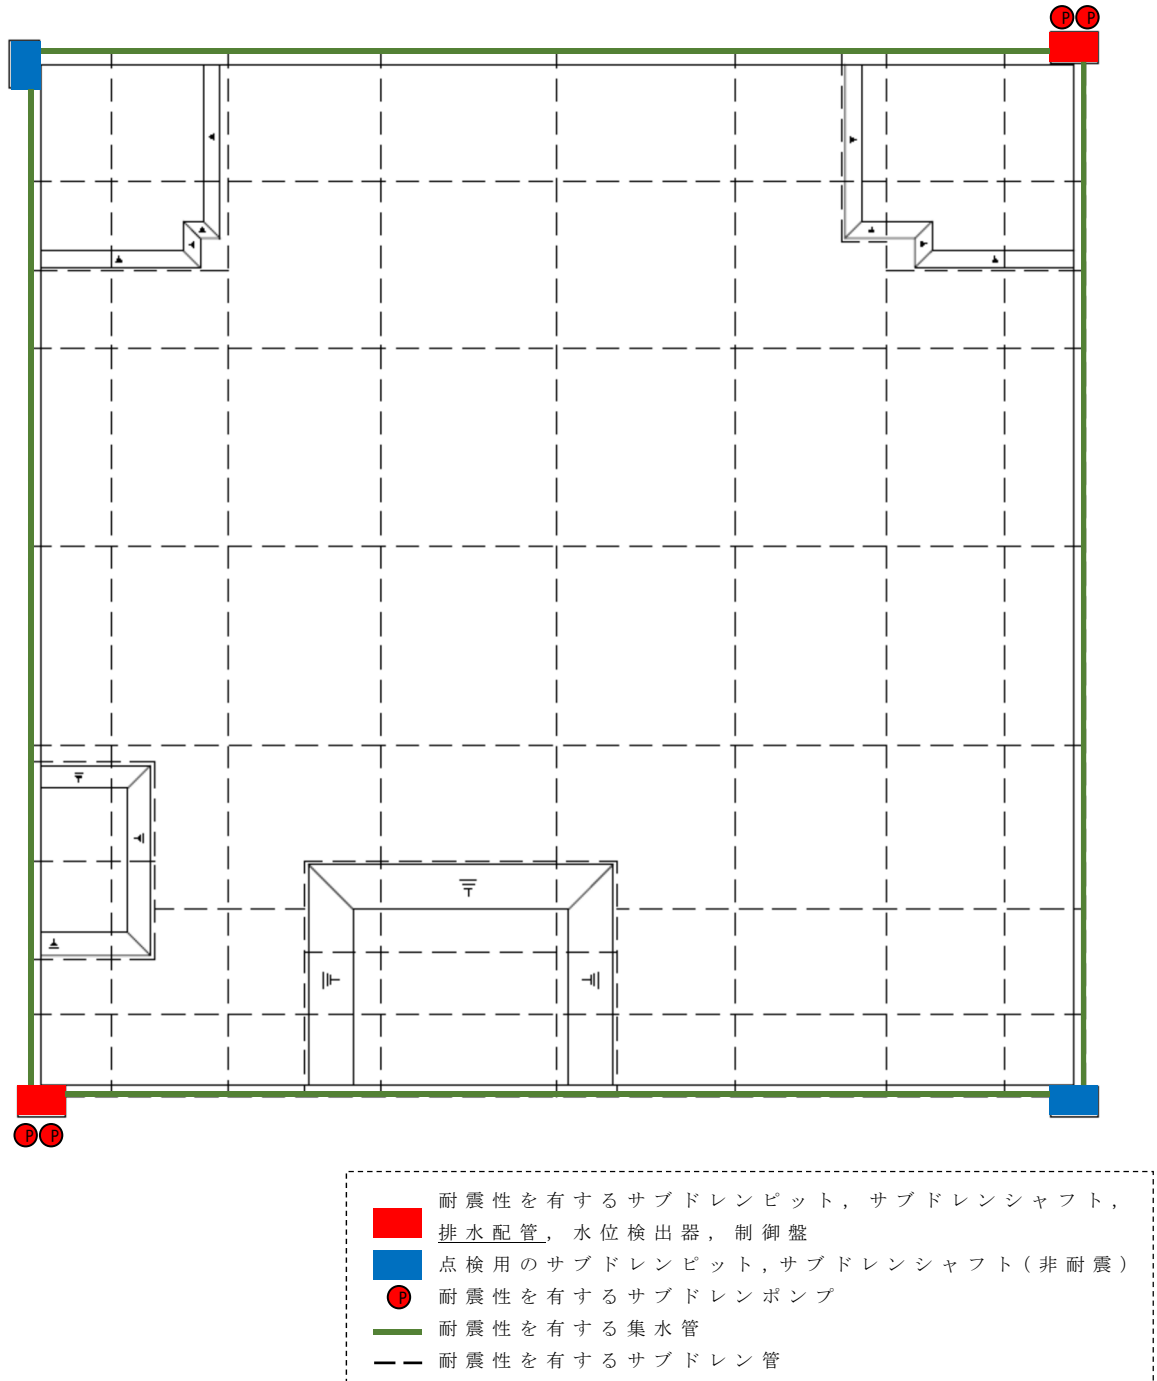 P P
P P
耐震性を有するサブドレンピット，サブドレンシャフト，
排水配管，水位検出器，制御盤
点検用のサブドレンピット，サブドレンシャフト(非耐震)
P 耐震性を有するサブドレンポンプ
耐震性を有する集水管
耐震性を有するサブドレン管